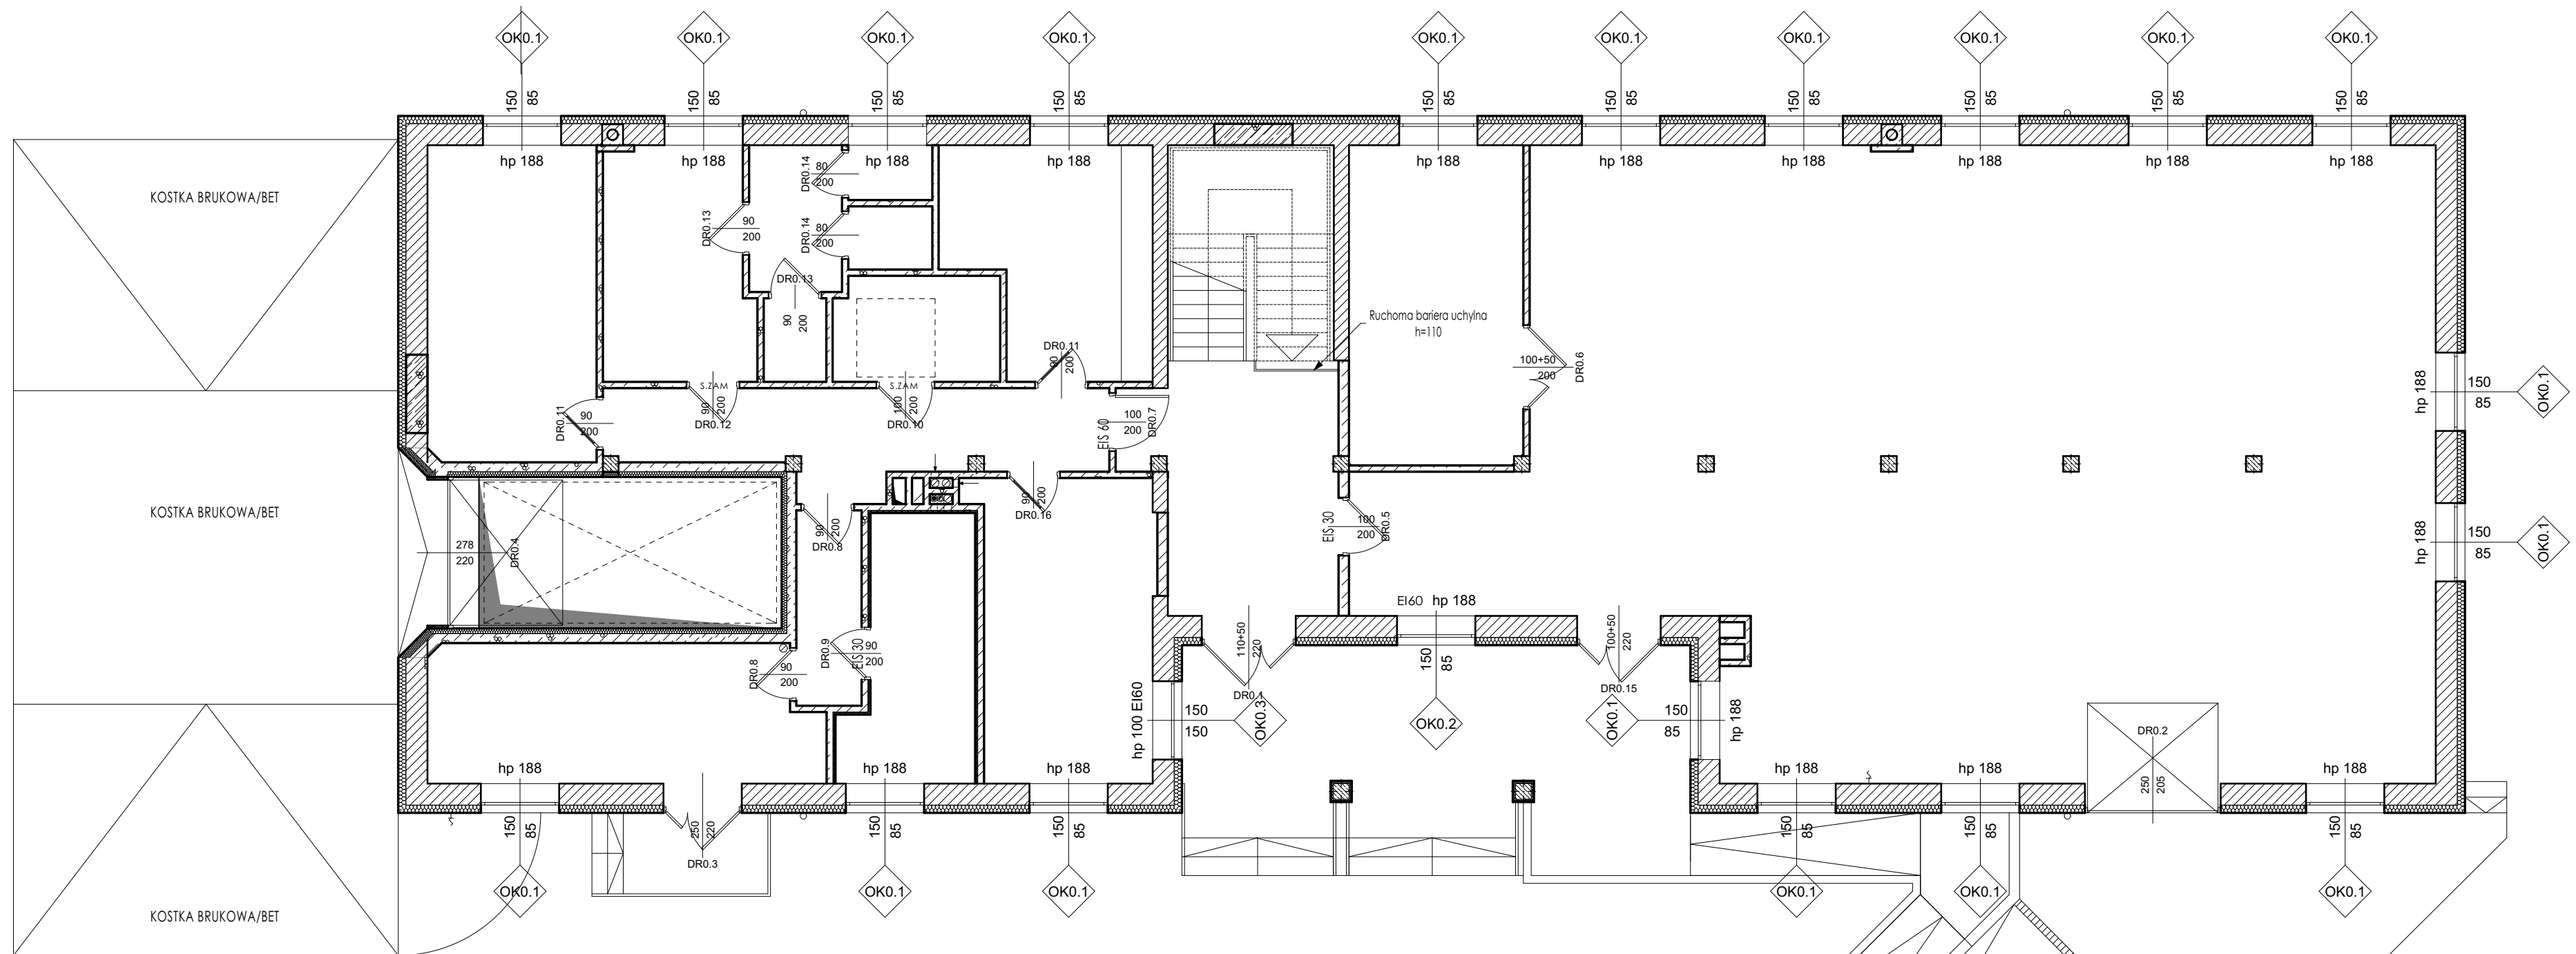 OK0.1
OK0.1
OK0.1
OK0.1
OK0.1
OK0.1
OK0.1
OK0.1
OK0.1
OK0.1
150
85
150
85
150
85
150
85
150
85
150
85
150
85
150
85
150
85
150
85
hp 188
hp 188
hp 188
hp 188
hp 188
hp 188
hp 188
hp 188
hp 188
hp 188
KOSTKA BRUKOWA/BET
DR0.14
80
200
DR0.13
90
200
DR0.14
80
200
DR0.13
90
200
Ruchoma bariera uchylna
h=110
DR0.11
90
200
100+50
200
DR0.6
hp 188
150
85
OK0.1
S.ZAM
90
200
DR0.12
S.ZAM
100
200
DR0.10
DR0.11
90
200
EIS 60
100
200
DR0.7
KOSTKA BRUKOWA/BET
278
220
DR0.4
90
200
DR0.8
90
200
DR0.16
EIS 30
100
200
DR0.5
hp 188
150
85
OK0.1
EI60 hp 188
DR0.8
90
200
DR0.9
EIS 30
90
200
110+50
220
DR0.1
150
85
OK0.2
100+50
220
DR0.15
hp 100 EI60
150
150
OK0.3
OK0.1
150
85
hp 188
DR0.2
250
205
hp 188
hp 188
hp 188
hp 188
hp 188
hp 188
150
85
250
220
DR0.3
150
85
150
85
150
85
150
85
150
85
OK0.1
OK0.1
OK0.1
OK0.1
OK0.1
OK0.1
KOSTKA BRUKOWA/BET